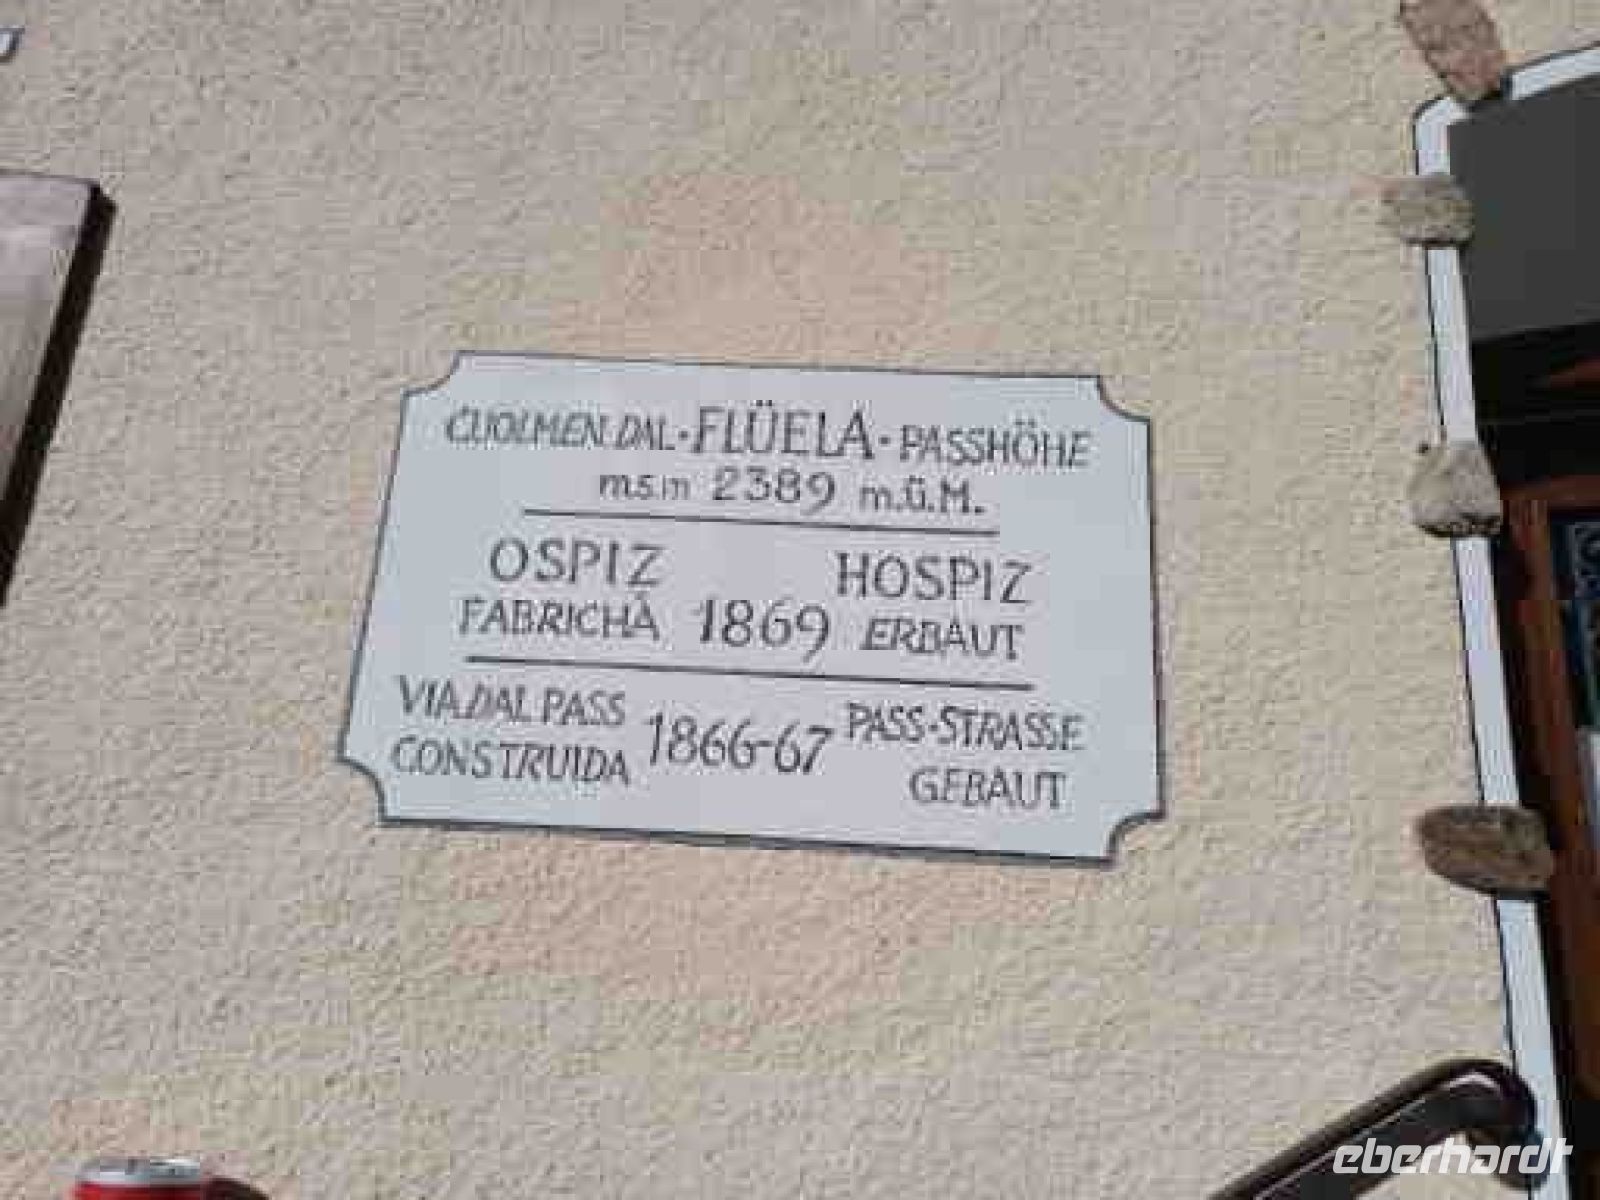 CUOLMEN DAL · FLÜELA · PASSHÖHE
m.s.m 2389 m.ü.M.
OSPIZ HOSPIZ
FABRICHÀ 1869 ERBAUT
VIA DAL PASS 1866-67 PASS-STRASSE
CONSTRUIDA GEBAUT
eberhardt